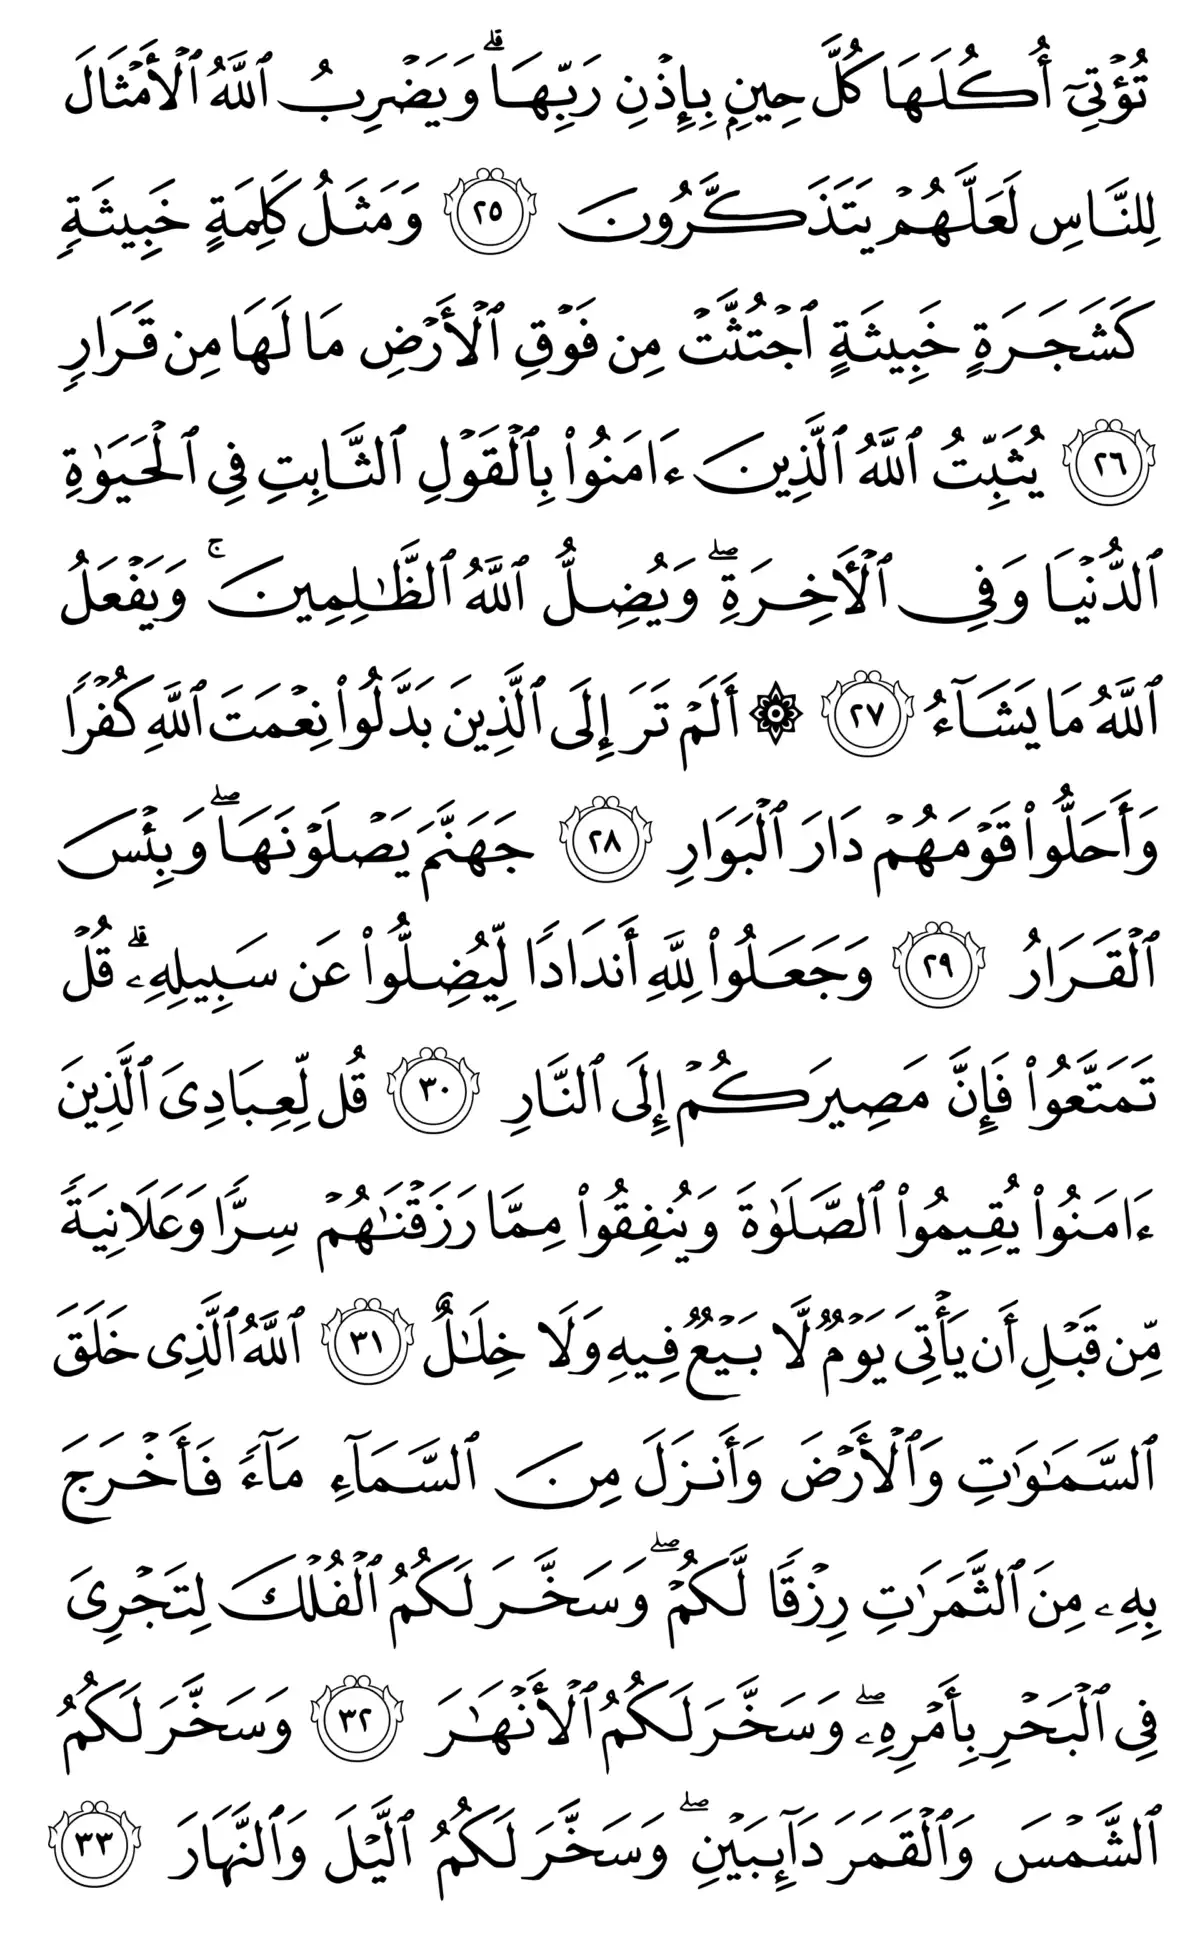 تُؤۡتِيٓ أُكُلَهَا كُلَّ حِينِۭ بِإِذۡنِ رَبِّهَاۗ وَيَضۡرِبُ ٱللَّهُ ٱلۡأَمۡثَالَ
لِلنَّاسِ لَعَلَّهُمۡ يَتَذَكَّرُونَ ٢٥ وَمَثَلُ كَلِمَةٍ خَبِيثَةٖ
كَشَجَرَةٍ خَبِيثَةٍ ٱجۡتُثَّتۡ مِن فَوۡقِ ٱلۡأَرۡضِ مَا لَهَا مِن قَرَارٖ
٢٦ يُثَبِّتُ ٱللَّهُ ٱلَّذِينَ ءَامَنُواْ بِٱلۡقَوۡلِ ٱلثَّابِتِ فِي ٱلۡحَيَوٰةِ
ٱلدُّنۡيَا وَفِي ٱلۡأٓخِرَةِۖ وَيُضِلُّ ٱللَّهُ ٱلظَّٰلِمِينَۚ وَيَفۡعَلُ
ٱللَّهُ مَا يَشَآءُ ٢٧ ۞ أَلَمۡ تَرَ إِلَى ٱلَّذِينَ بَدَّلُواْ نِعۡمَتَ ٱللَّهِ كُفۡرٗا
وَأَحَلُّواْ قَوۡمَهُمۡ دَارَ ٱلۡبَوَارِ ٢٨ جَهَنَّمَ يَصۡلَوۡنَهَاۖ وَبِئۡسَ
ٱلۡقَرَارُ ٢٩ وَجَعَلُواْ لِلَّهِ أَندَادٗا لِّيُضِلُّواْ عَن سَبِيلِهِۦۗ قُلۡ
تَمَتَّعُواْ فَإِنَّ مَصِيرَكُمۡ إِلَى ٱلنَّارِ ٣٠ قُل لِّعِبَادِيَ ٱلَّذِينَ
ءَامَنُواْ يُقِيمُواْ ٱلصَّلَوٰةَ وَيُنفِقُواْ مِمَّا رَزَقۡنَٰهُمۡ سِرّٗا وَعَلَانِيَةٗ
مِّن قَبۡلِ أَن يَأۡتِيَ يَوۡمٞ لَّا بَيۡعٞ فِيهِ وَلَا خِلَٰلٌ ٣١ ٱللَّهُ ٱلَّذِي خَلَقَ
ٱلسَّمَٰوَٰتِ وَٱلۡأَرۡضَ وَأَنزَلَ مِنَ ٱلسَّمَآءِ مَآءٗ فَأَخۡرَجَ
بِهِۦ مِنَ ٱلثَّمَرَٰتِ رِزۡقٗا لَّكُمۡۖ وَسَخَّرَ لَكُمُ ٱلۡفُلۡكَ لِتَجۡرِيَ
فِي ٱلۡبَحۡرِ بِأَمۡرِهِۦۖ وَسَخَّرَ لَكُمُ ٱلۡأَنۡهَٰرَ ٣٢ وَسَخَّرَ لَكُمُ
ٱلشَّمۡسَ وَٱلۡقَمَرَ دَآئِبَيۡنِۖ وَسَخَّرَ لَكُمُ ٱلَّيۡلَ وَٱلنَّهَارَ ٣٣